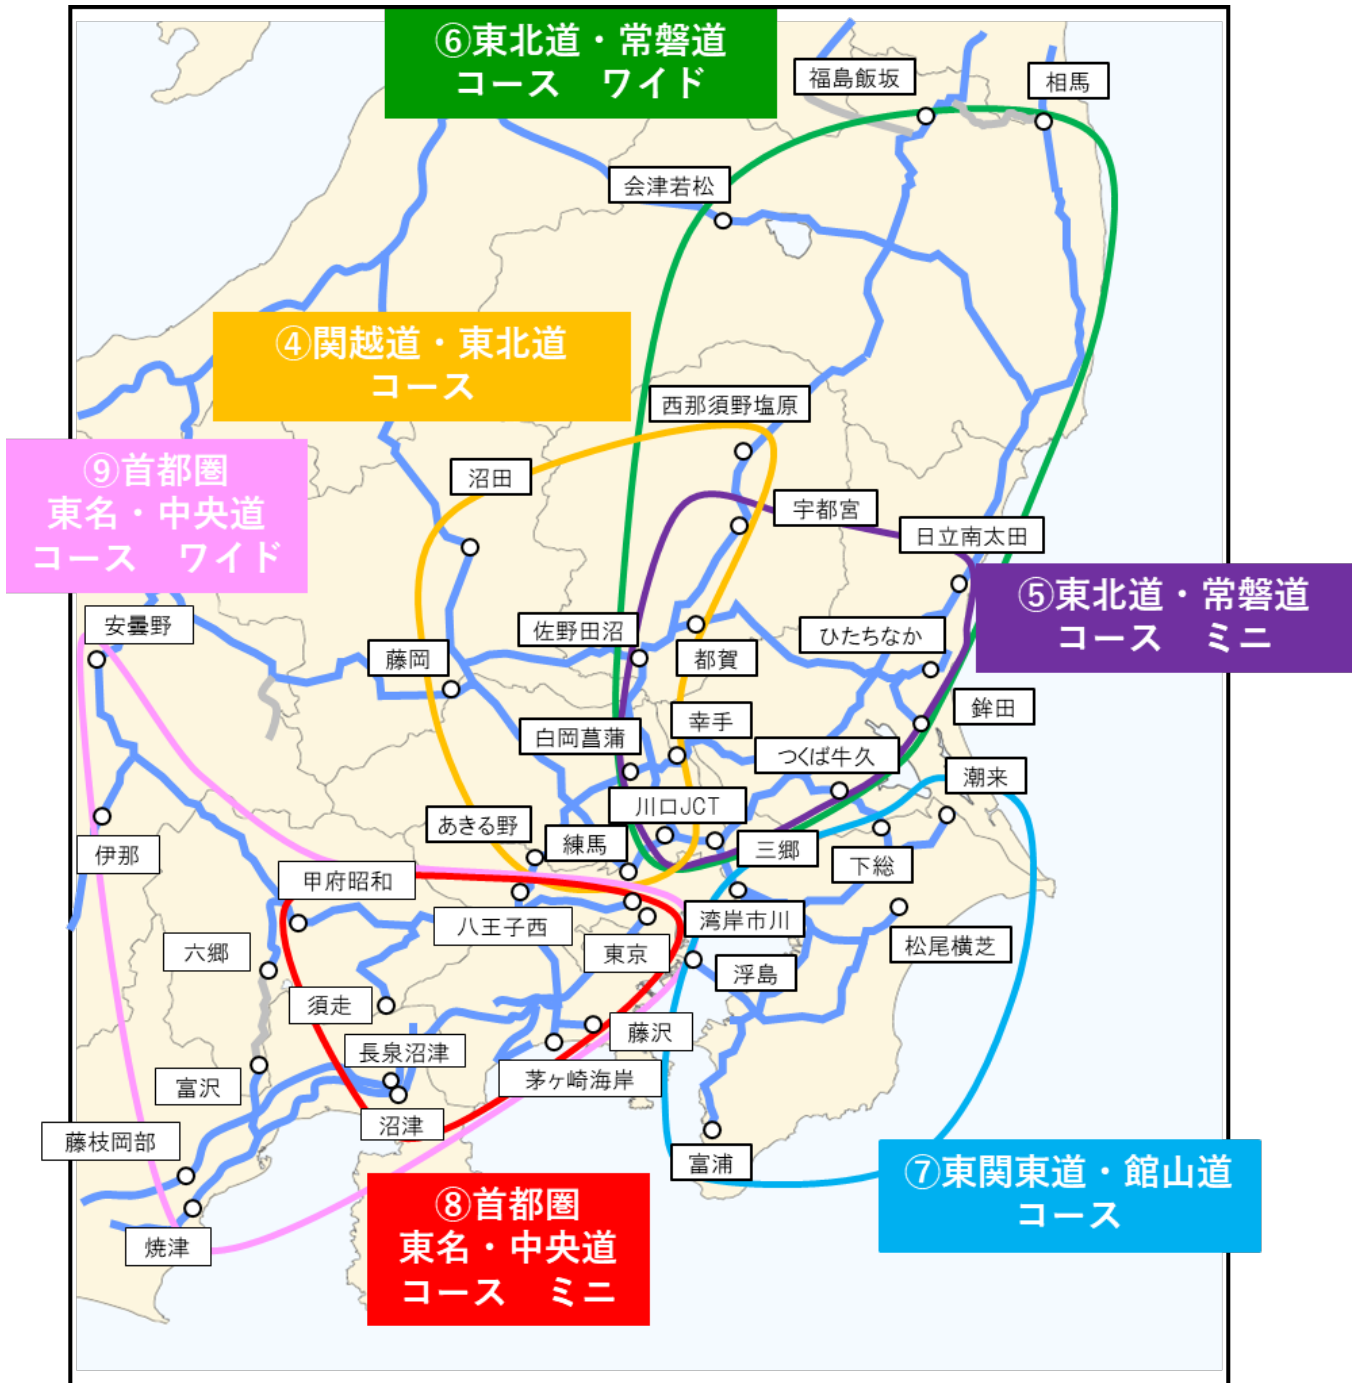 ⑥東北道・常磐道
コース　ワイド
福島飯坂
相馬
会津若松
④関越道・東北道
コース
西那須野塩原
⑨首都圏
東名・中央道
コース　ワイド
沼田
宇都宮
日立南太田
⑤東北道・常磐道
コース　ミニ
安曇野
藤岡
佐野田沼
都賀
ひたちなか
白岡菖蒲
幸手
鉾田
つくば牛久
潮来
川口JCT
あきる野
練馬
三郷
下総
伊那
甲府昭和
八王子西
東京
湾岸市川
松尾横芝
六郷
浮島
須走
長泉沼津
藤沢
富沢
茅ヶ崎海岸
沼津
藤枝岡部
富浦
⑦東関東道・館山道
コース
焼津
⑧首都圏
東名・中央道
コース　ミニ